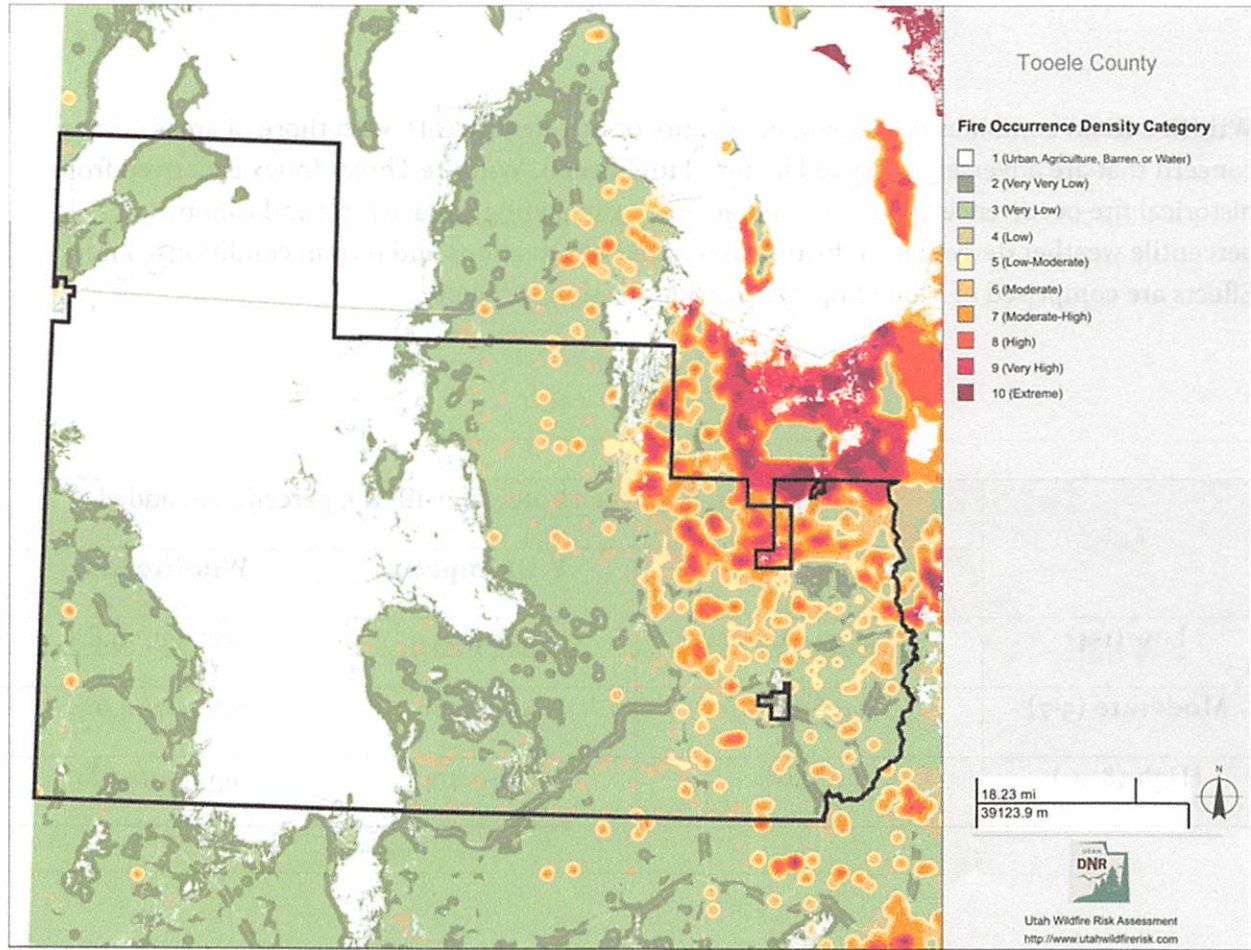 Tooele County
Fire Occurrence Density Category
1 (Urban, Agriculture, Barren, or Water)
2 (Very Very Low)
3 (Very Low)
4 (Low)
5 (Low-Moderate)
6 (Moderate)
7 (Moderate-High)
8 (High)
9 (Very High)
10 (Extreme)
N
18.23 mi
39123.9 m
UTAH
DNR
Utah Wildfire Risk Assessment
http://www.utahwildfirerisk.com